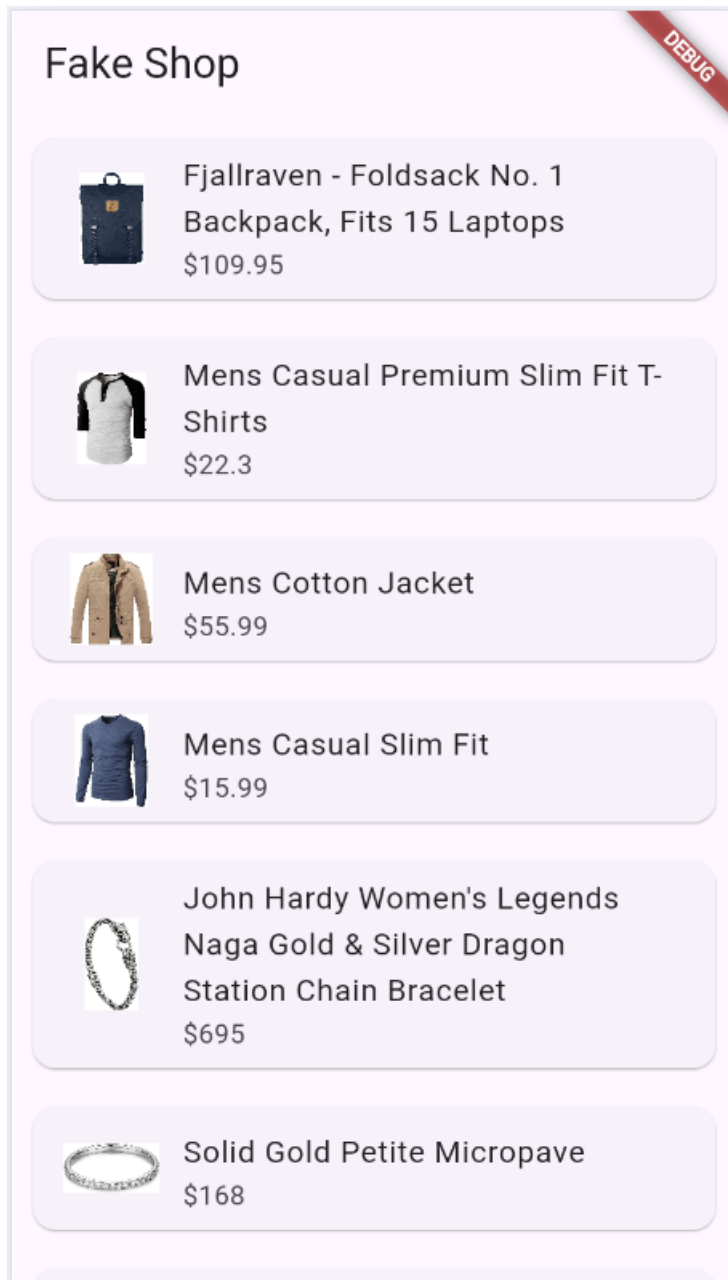 Fake Shop
DEBUG
Fjallraven - Foldsack No. 1
Backpack, Fits 15 Laptops
$109.95
Mens Casual Premium Slim Fit T-
Shirts
$22.3
Mens Cotton Jacket
$55.99
Mens Casual Slim Fit
$15.99
John Hardy Women's Legends
Naga Gold & Silver Dragon
Station Chain Bracelet
$695
Solid Gold Petite Micropave
$168